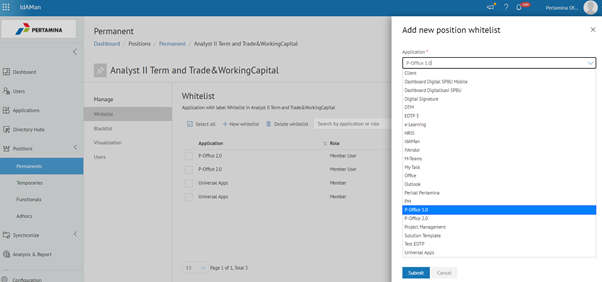 IdAMan
Pertamina Of...
PERTAMINA
Dashboard
Users
Applications
Directory Hubs
Positions
Permanents
Temporaries
Functionals
Adhocs
Synchronize
Analysis & Report
Configuration
Permanent
Dashboard / Positions / Permanent / Analyst II Term and Trade&WorkingCapital
Analyst II Term and Trade&WorkingCapital
Manage
Whitelist
Blacklist
Visualisation
Users
Whitelist
Application with label Whitelist in Analyst II Term and Trade&WorkingCapital
Select all + New whitelist Delete whitelist Search by application or role
Application Role
P-Office 2.0 Member User
P-Office 2.0 Member User
Universal Apps Member
Universal Apps Member
15 Page 1 of 1, Total 5
Add new position whitelist
Application *
P-Office 3.0
Client
Dashboard Digital SPBU Mobile
Dashboard Digitalisasi SPBU
Digital Signature
DTM
EDTP 3
e-Learning
HRIS
IdAMan
iVendor
M-Teams
My Task
Office
Outlook
Perisai Pertamina
PM
P-Office 3.0
P-Office 2.0
Project Management
Solution Template
Test EDTP
Universal Apps
Submit Cancel